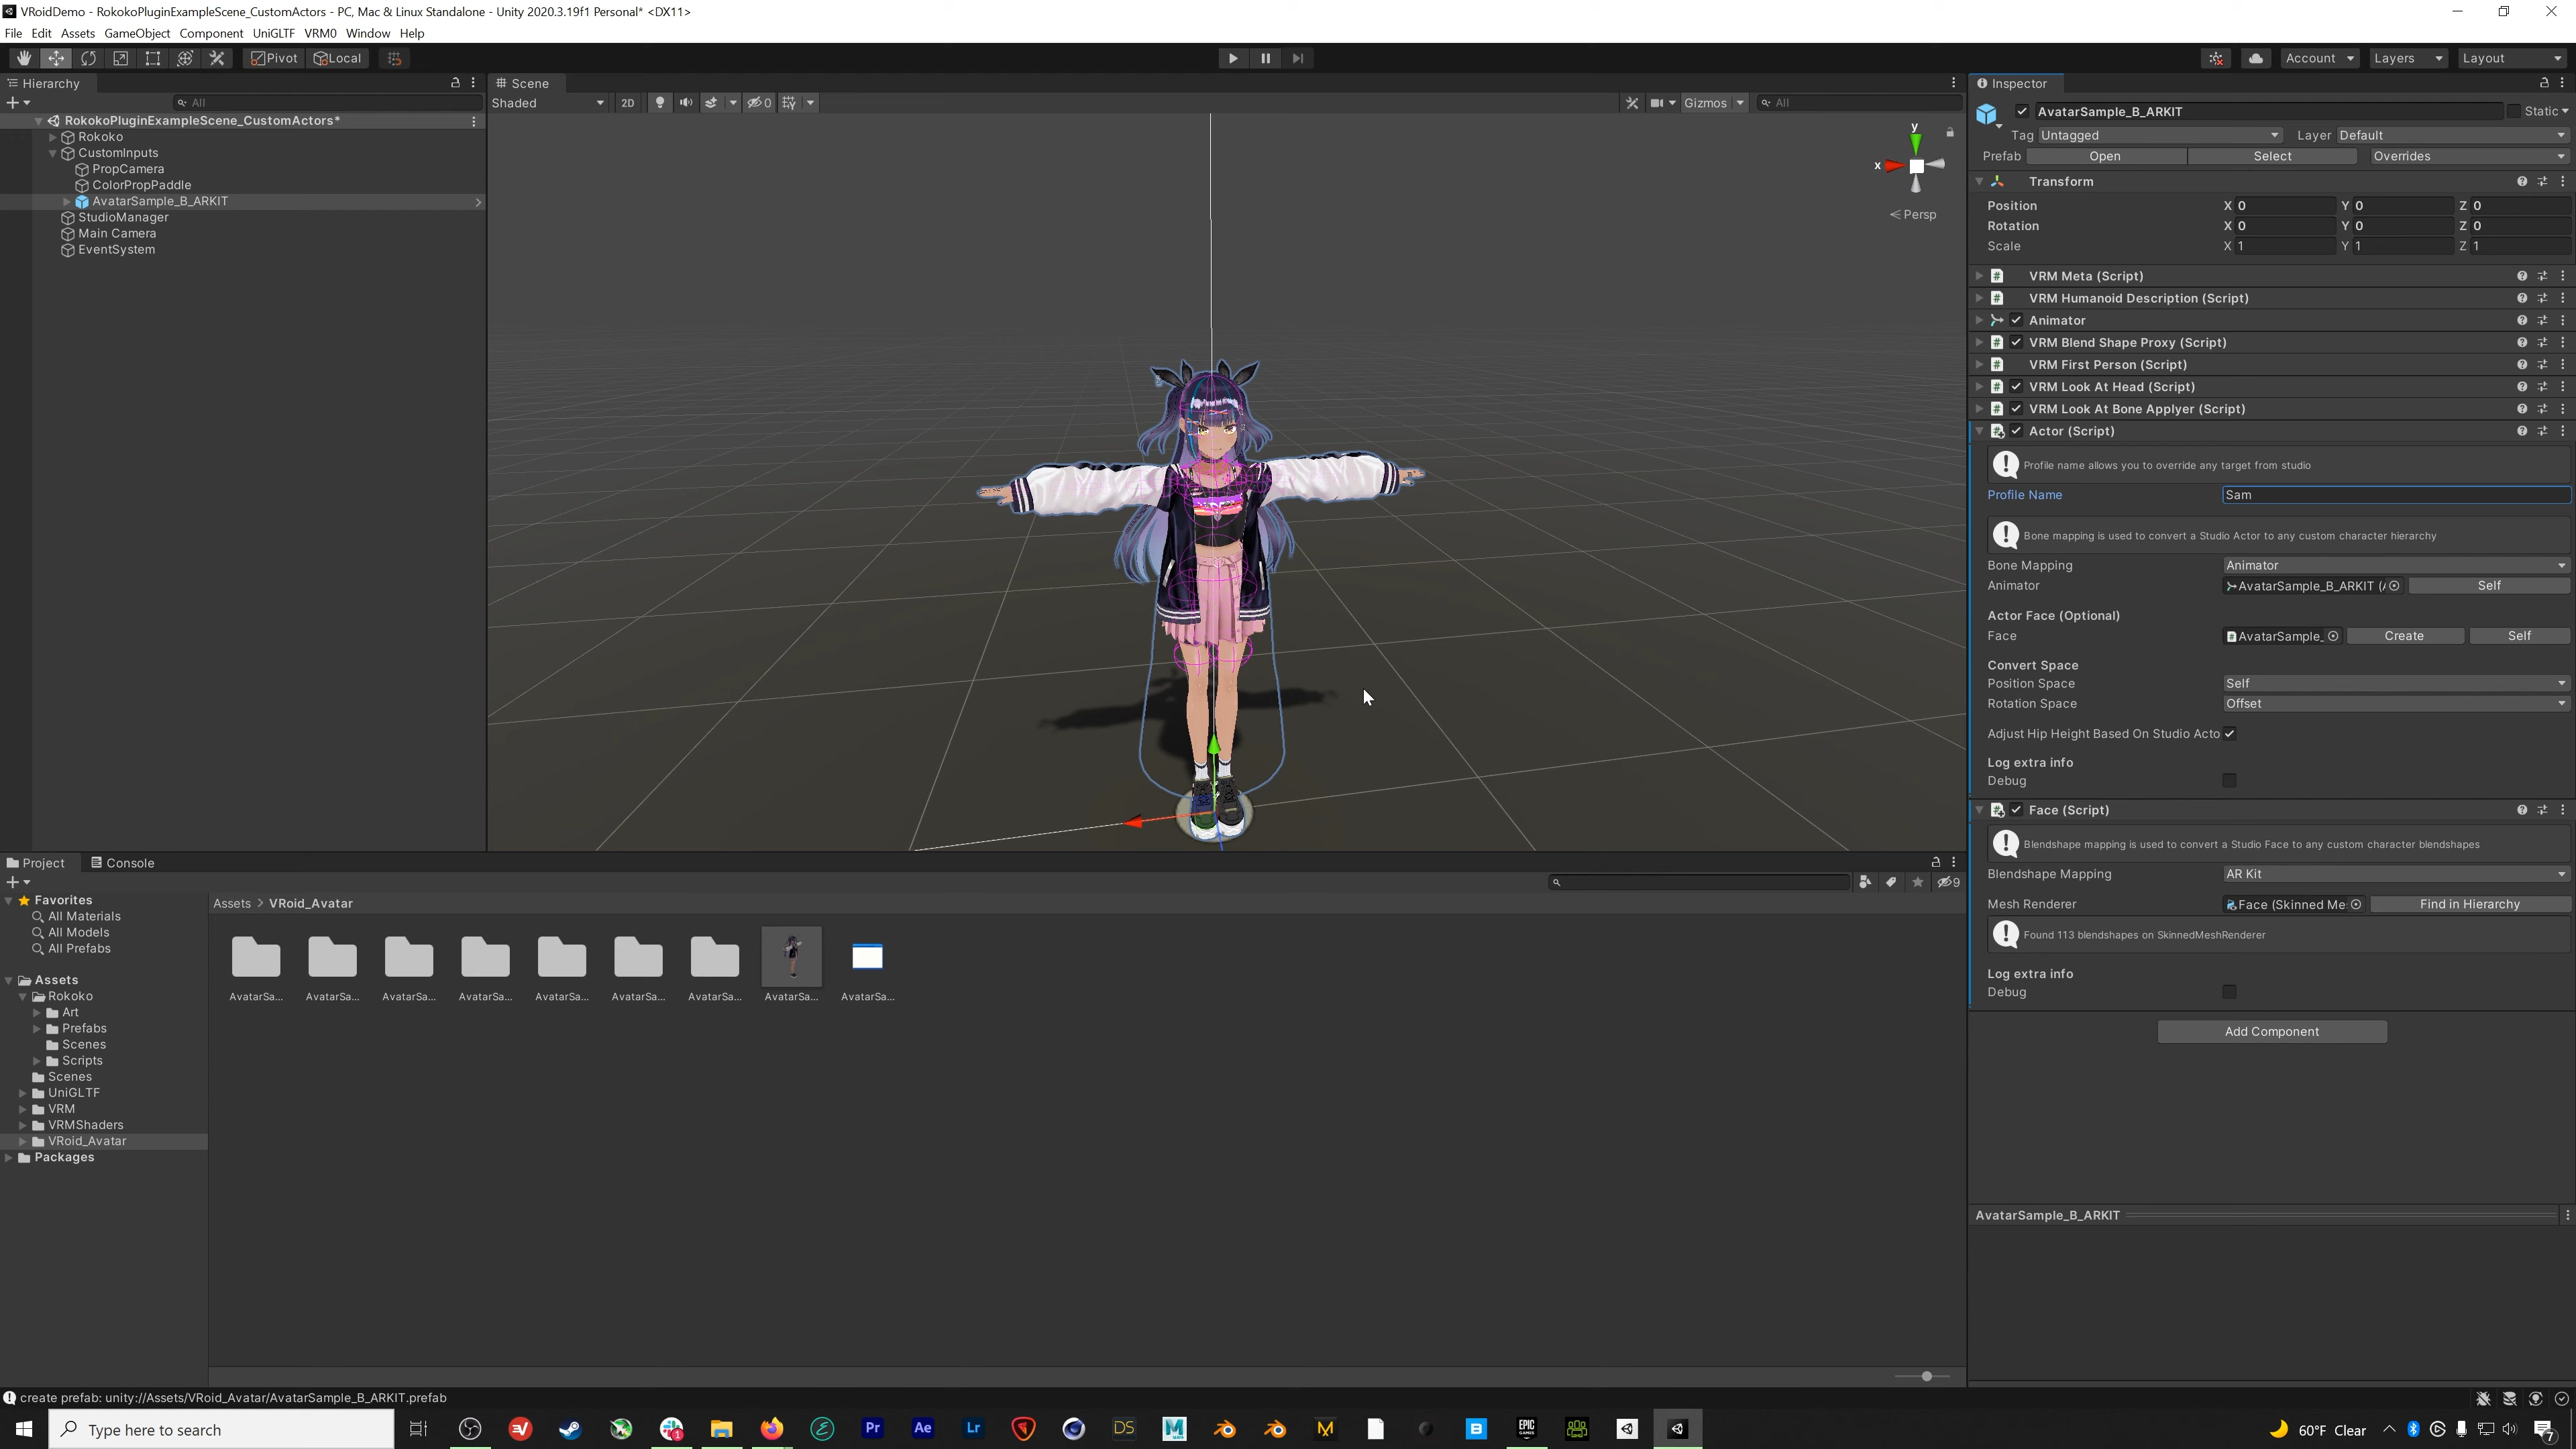 VRoidDemo - RokokoPluginExampleScene_CustomActors - PC, Mac & Linux Standalone - Unity 2020.3.19f1 Personal* <DX11>
File Edit Assets GameObject Component UniGLTF VRM0 Window Help
Pivot Local Account Layers Layout
Hierarchy
All
RokokoPluginExampleScene_CustomActors*
Rokoko
CustomInputs
PropCamera
ColorPropPaddle
AvatarSample_B_ARKIT
StudioManager
Main Camera
EventSystem
Scene
Shaded 2D 0 Gizmos All
y
x
Persp
Inspector
AvatarSample_B_ARKIT Static
Tag Untagged Layer Default
Prefab Open Select Overrides
Transform
Position X 0 Y 0 Z 0
Rotation X 0 Y 0 Z 0
Scale X 1 Y 1 Z 1
VRM Meta (Script)
VRM Humanoid Description (Script)
Animator
VRM Blend Shape Proxy (Script)
VRM First Person (Script)
VRM Look At Head (Script)
VRM Look At Bone Applyer (Script)
Actor (Script)
Profile name allows you to override any target from studio
Profile Name Sam
Bone mapping is used to convert a Studio Actor to any custom character hierarchy
Bone Mapping Animator
Animator AvatarSample_B_ARKIT (A Self
Actor Face (Optional)
Face AvatarSample_ Create Self
Convert Space
Position Space Self
Rotation Space Offset
Adjust Hip Height Based On Studio Acto
Log extra info
Debug
Face (Script)
Blendshape mapping is used to convert a Studio Face to any custom character blendshapes
Blendshape Mapping AR Kit
Mesh Renderer Face (Skinned Me Find in Hierarchy
Found 113 blendshapes on SkinnedMeshRenderer
Log extra info
Debug
Add Component
AvatarSample_B_ARKIT
Project Console
9
Favorites
All Materials
All Models
All Prefabs
Assets
Rokoko
Art
Prefabs
Scenes
Scripts
Scenes
UniGLTF
VRM
VRMShaders
VRoid_Avatar
Packages
Assets > VRoid_Avatar
AvatarSa... AvatarSa... AvatarSa... AvatarSa... AvatarSa... AvatarSa... AvatarSa... AvatarSa... AvatarSa...
create prefab: unity://Assets/VRoid_Avatar/AvatarSample_B_ARKIT.prefab
Type here to search
1 Pr Ae Lr DS M B EPIC GAMES
60°F Clear 7